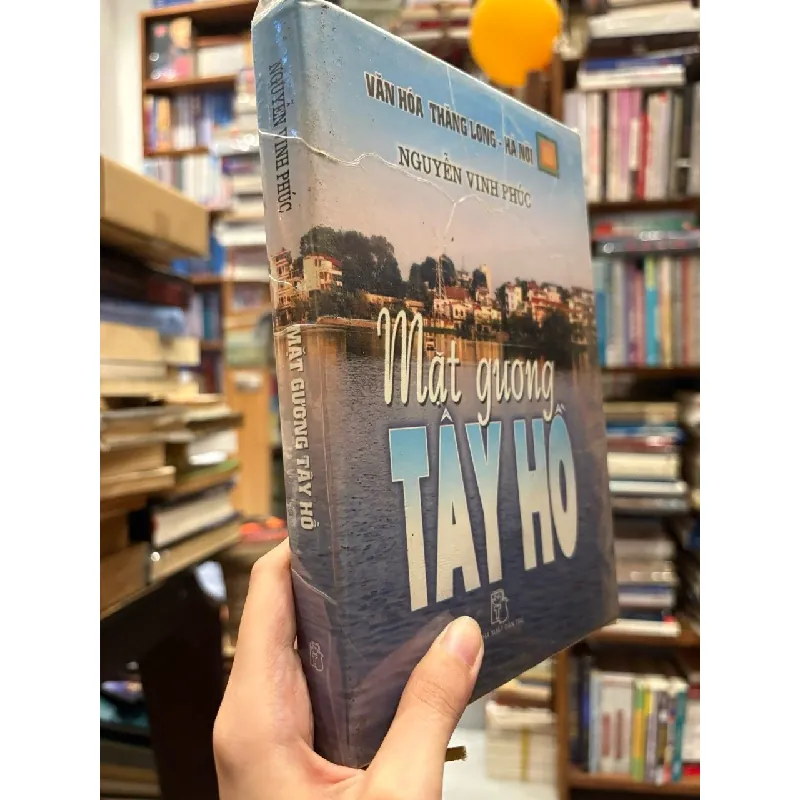 VĂN HÓA THĂNG LONG - HÀ NỘI
NGUYỄN VINH PHÚC
Mặt gương
TÂY HỒ
NGUYỄN VINH PHÚC
MẶT GƯƠNG TÂY HỒ